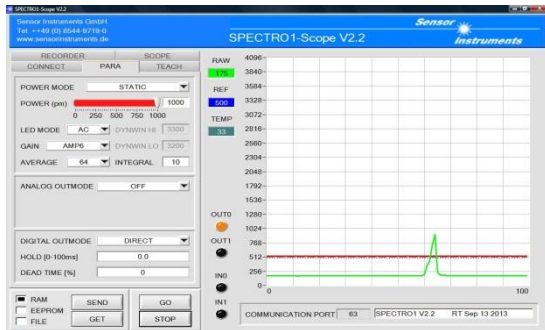 SPECTRO1-Scope V2.2
Sensor Instruments GmbH
Tel. ++49 (0) 8544-9719-0
www.sensorinstruments.de
SPECTRO1-Scope V2.2
Sensor
Instruments
RECORDER SCOPE
CONNECT PARA TEACH
POWER MODE STATIC
POWER (pm) 1000
0 250 500 750 1000
LED MODE AC DYNWIN HI 3300
GAIN AMP6 DYNWIN LO 3200
AVERAGE 64 INTEGRAL 10
ANALOG OUTMODE OFF
DIGITAL OUTMODE DIRECT
HOLD [0-100ms] 0.0
DEAD TIME [%] 0
RAM
EEPROM
FILE
SEND GO
GET STOP
RAW
175
REF
500
TEMP
33
OUT0
OUT1
IN0
IN1
4096
3840
3584
3328
3072
2816
2560
2304
2048
1792
1536
1280
1024
768
512
256
0
0 100
COMMUNICATION PORT 63 SPECTRO1 V2.2 RT Sep 13 2013